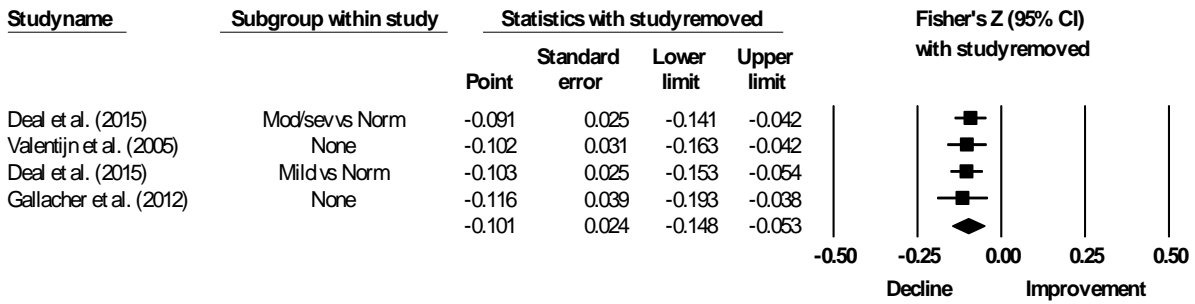 Studyname Subgroup within study Statistics with studyremoved Fisher's Z (95% CI)
with studyremoved
Standard Lower Upper
Point error limit limit
Deal et al. (2015) Mod/sev vs Norm -0.091 0.025 -0.141 -0.042
Valentijn et al. (2005) None -0.102 0.031 -0.163 -0.042
Deal et al. (2015) Mild vs Norm -0.103 0.025 -0.153 -0.054
Gallacher et al. (2012) None -0.116 0.039 -0.193 -0.038
-0.101 0.024 -0.148 -0.053
-0.50 -0.25 0.00 0.25 0.50
Decline Improvement